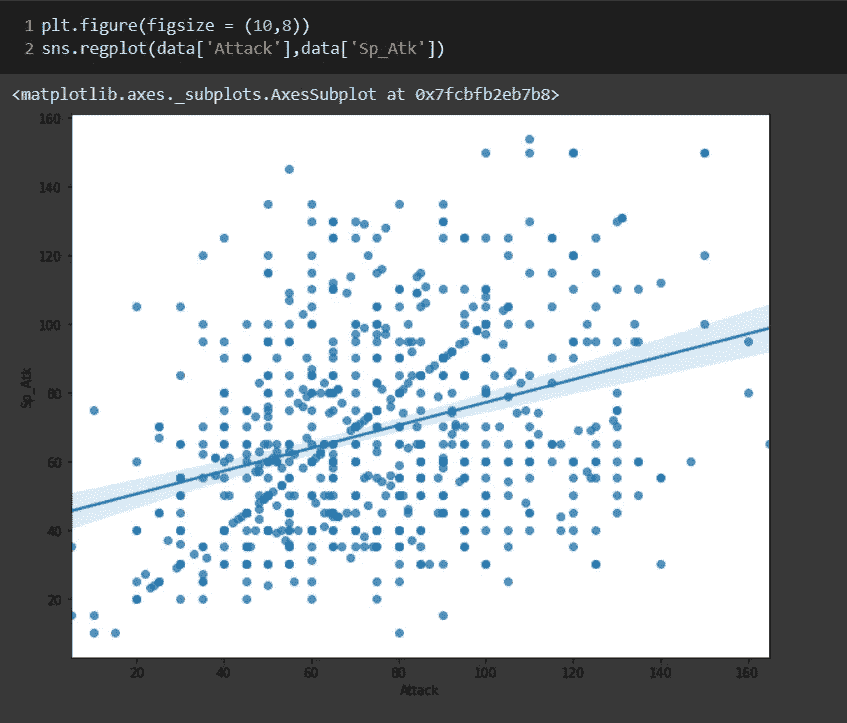 1 plt.figure(figsize = (10,8))
2 sns.regplot(data['Attack'],data['Sp_Atk'])
<matplotlib.axes._subplots.AxesSubplot at 0x7fcbfb2eb7b8>
160
140
120
100
80
60
40
20
Sp_Atk
20 40 60 80 100 120 140 160
Attack